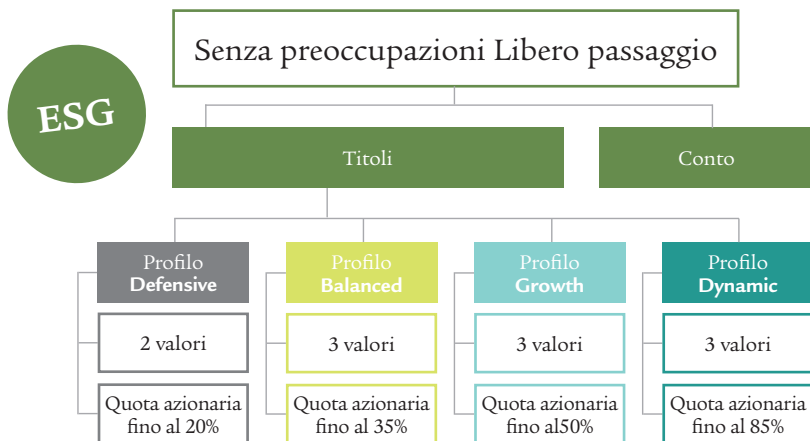 Senza preoccupazioni Libero passaggio
ESG
Titoli
Conto
Profilo
Defensive
Profilo
Balanced
Profilo
Growth
Profilo
Dynamic
2 valori
3 valori
3 valori
3 valori
Quota azionaria
fino al 20%
Quota azionaria
fino al 35%
Quota azionaria
fino al50%
Quota azionaria
fino al 85%